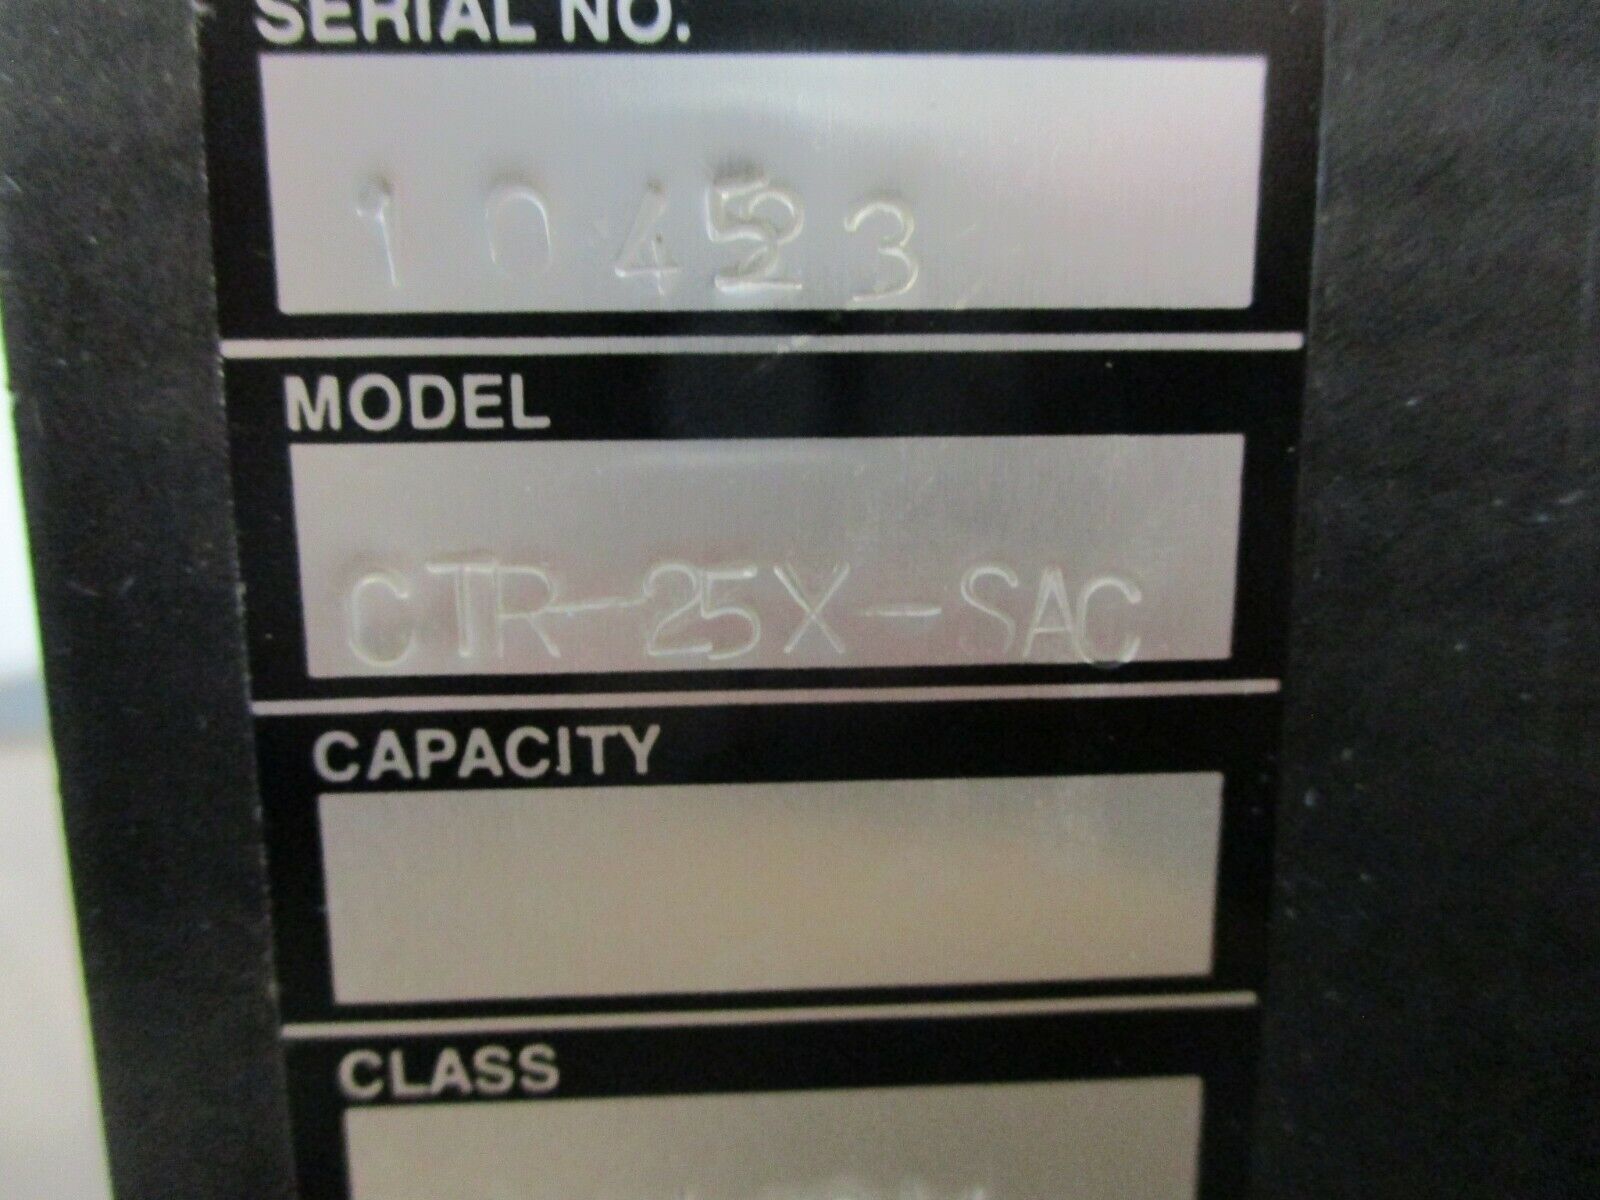 SERIAL NO.
MODEL
CTR-25X-SAC
CAPACITY
CLASS